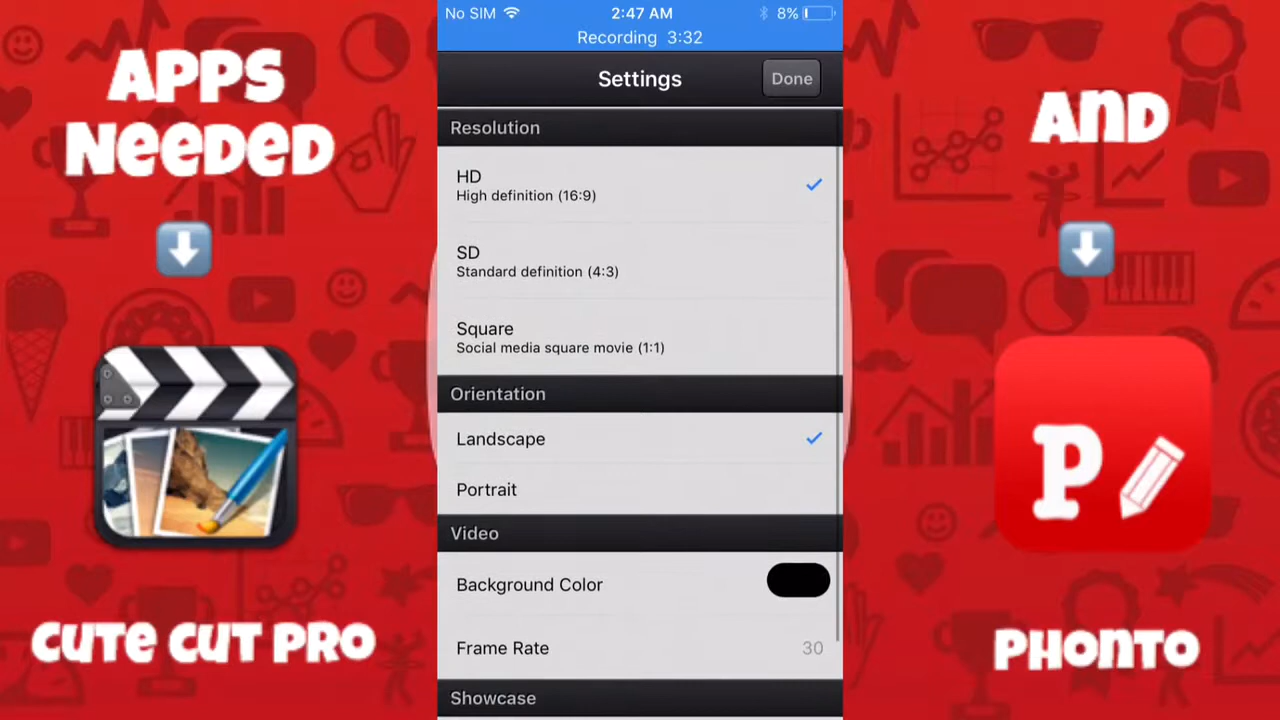 APPS
NEEDED
CUTE CUT PRO
No SIM 2:47 AM 8%
Recording 3:32
Settings Done
Resolution
HD
High definition (16:9)
SD
Standard definition (4:3)
Square
Social media square movie (1:1)
Orientation
Landscape
Portrait
Video
Background Color
Frame Rate 30
Showcase
AND
P
PHONTO